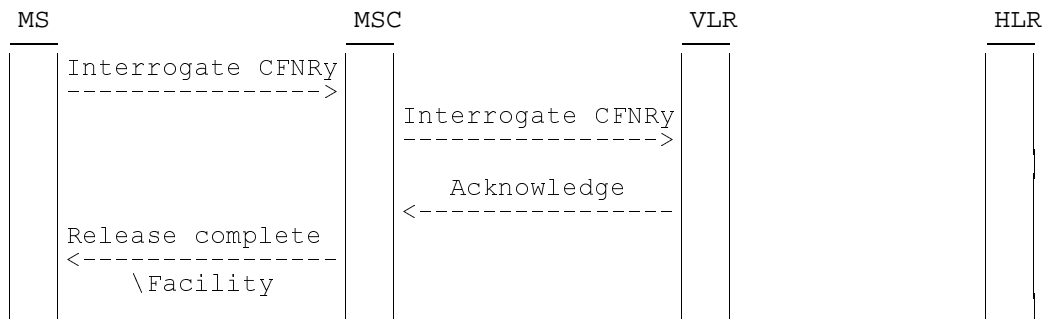 MS MSC VLR HLR
Interrogate CFNRy
---------------->
Interrogate CFNRy
---------------->
Acknowledge
<----------------
Release complete
<----------------
\Facility